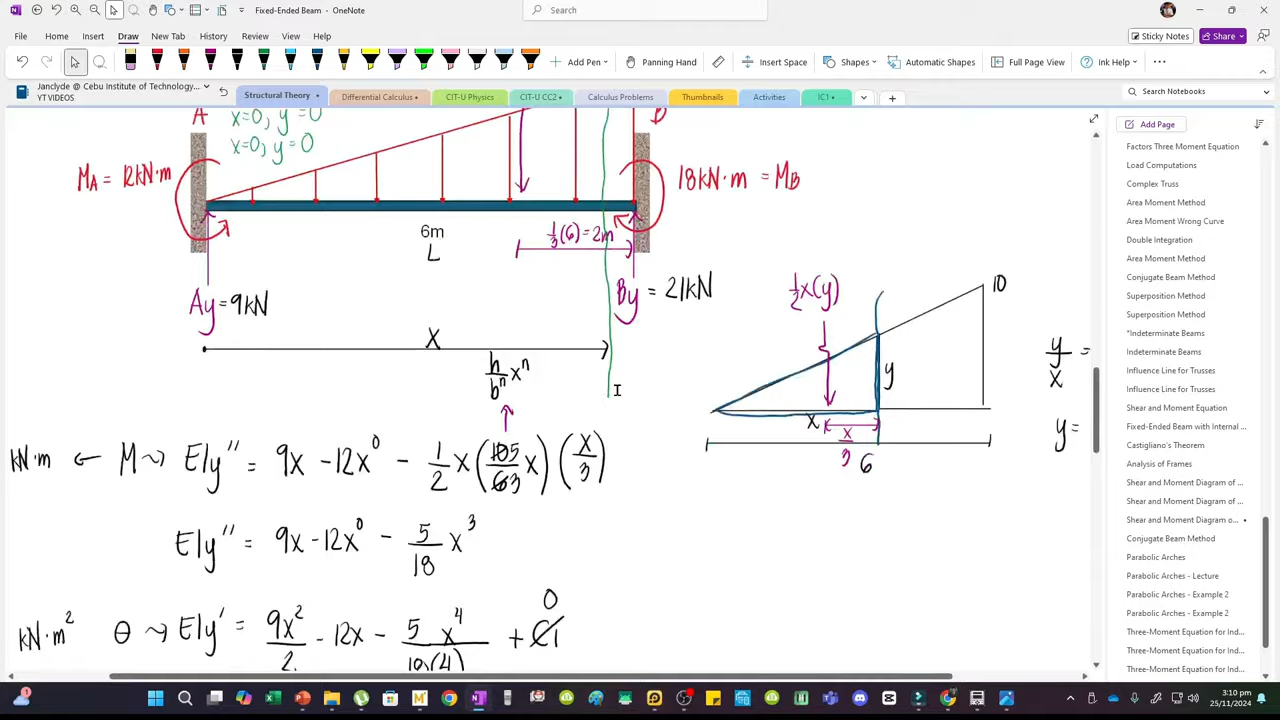 Fixed-Ended Beam - OneNote
Search
File Home Insert Draw New Tab History Review View Help
Sticky Notes
Share
Add Pen
Panning Hand
Insert Space
Shapes
Automatic Shapes
Full Page View
Ink Help
Janclyde @ Cebu Institute of Technology...
YT VIDEOS
Structural Theory
Differential Calculus
CIT-U Physics
CIT-U CC2
Calculus Problems
Thumbnails
Activities
IC1
Search Notebooks
Add Page
Factors Three Moment Equation
Load Computations
Complex Truss
Area Moment Method
Area Moment Wrong Curve
Double Integration
Area Moment Method
Conjugate Beam Method
Superposition Method
Superposition Method
*Indeterminate Beams
Indeterminate Beams
Influence Line for Trusses
Influence Line for Trusses
Shear and Moment Equation
Fixed-Ended Beam with Internal ...
Castigliano's Theorem
Analysis of Frames
Shear and Moment Diagram of ...
Shear and Moment Diagram of ...
Shear and Moment Diagram o...
Conjugate Beam Method
Parabolic Arches
Parabolic Arches - Lecture
Parabolic Arches - Example 2
Parabolic Arches - Example 2
Three-Moment Equation for Ind...
Three-Moment Equation for Ind...
Three-Moment Equation for Ind...
A
B
x=0, y=0
x=0, y=0
MA = 12kN·m
18kN·m = MB
6m
L
1/3(6)=2m
Ay=9kN
By = 21kN
X
h/b^n x^n
I
1/2x(y)
10
y
x
x/3
6
y/x =
y=
kN·m ← M ⤳ EIy'' = 9x - 12x^0 - 1/2 x (105/63 x)(x/3)
EIy'' = 9x - 12x^0 - 5/18 x^3
0
kN·m^2 θ ⤳ EIy' = 9x^2/2 - 12x - 5 x^4/18(4) + C1
3:10 pm
25/11/2024